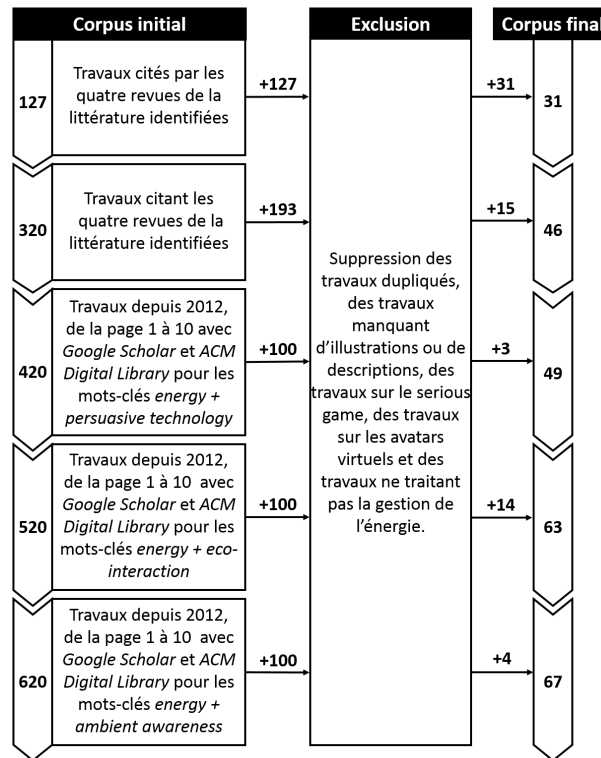 Corpus initial
Exclusion
Corpus final
127
Travaux cités par les
quatre revues de la
littérature identifiées
+127
+31
31
320
Travaux citant les
quatre revues de la
littérature identifiées
+193
+15
46
Suppression des
travaux dupliqués,
des travaux
manquant
d'illustrations ou de
descriptions, des
travaux sur le serious
game, des travaux
sur les avatars
virtuels et des
travaux ne traitant
pas la gestion de
l'énergie.
420
Travaux depuis 2012,
de la page 1 à 10 avec
Google Scholar et ACM
Digital Library pour les
mots-clés energy +
persuasive technology
+100
+3
49
520
Travaux depuis 2012,
de la page 1 à 10 avec
Google Scholar et ACM
Digital Library pour les
mots-clés energy + eco-
interaction
+100
+14
63
620
Travaux depuis 2012,
de la page 1 à 10 avec
Google Scholar et ACM
Digital Library pour les
mots-clés energy +
ambient awareness
+100
+4
67